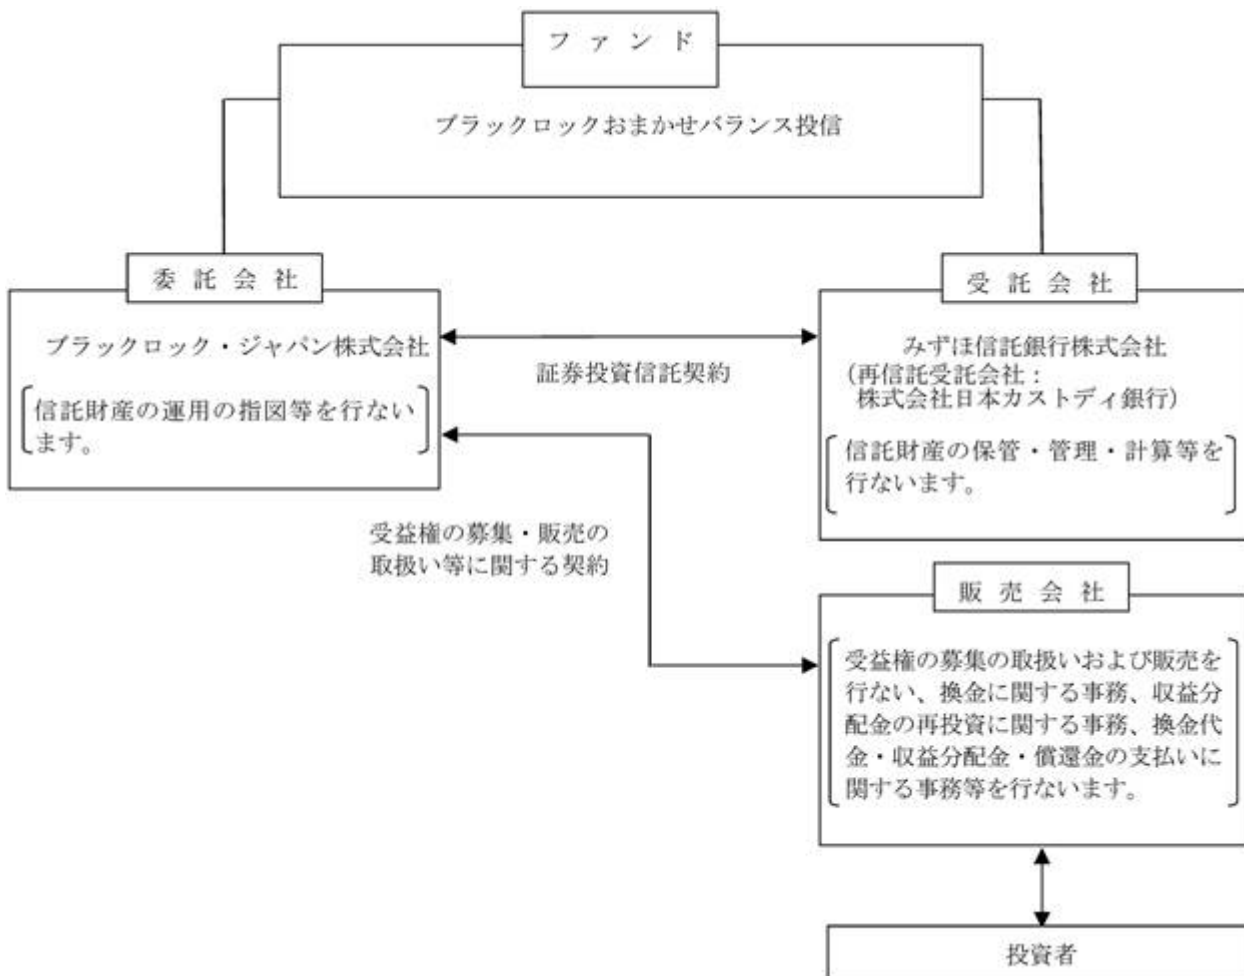 ファンド
ブラックロックおまかせバランス投信
委託会社
ブラックロック・ジャパン株式会社
信託財産の運用の指図等を行ない
ます。
証券投資信託契約
受託会社
みずほ信託銀行株式会社
(再信託受託会社：
株式会社日本カストディ銀行)
信託財産の保管・管理・計算等を
行ないます。
受益権の募集・販売の
取扱い等に関する契約
販売会社
受益権の募集の取扱いおよび販売を
行ない、換金に関する事務、収益分
配金の再投資に関する事務、換金代
金・収益分配金・償還金の支払いに
関する事務等を行ないます。
投資者